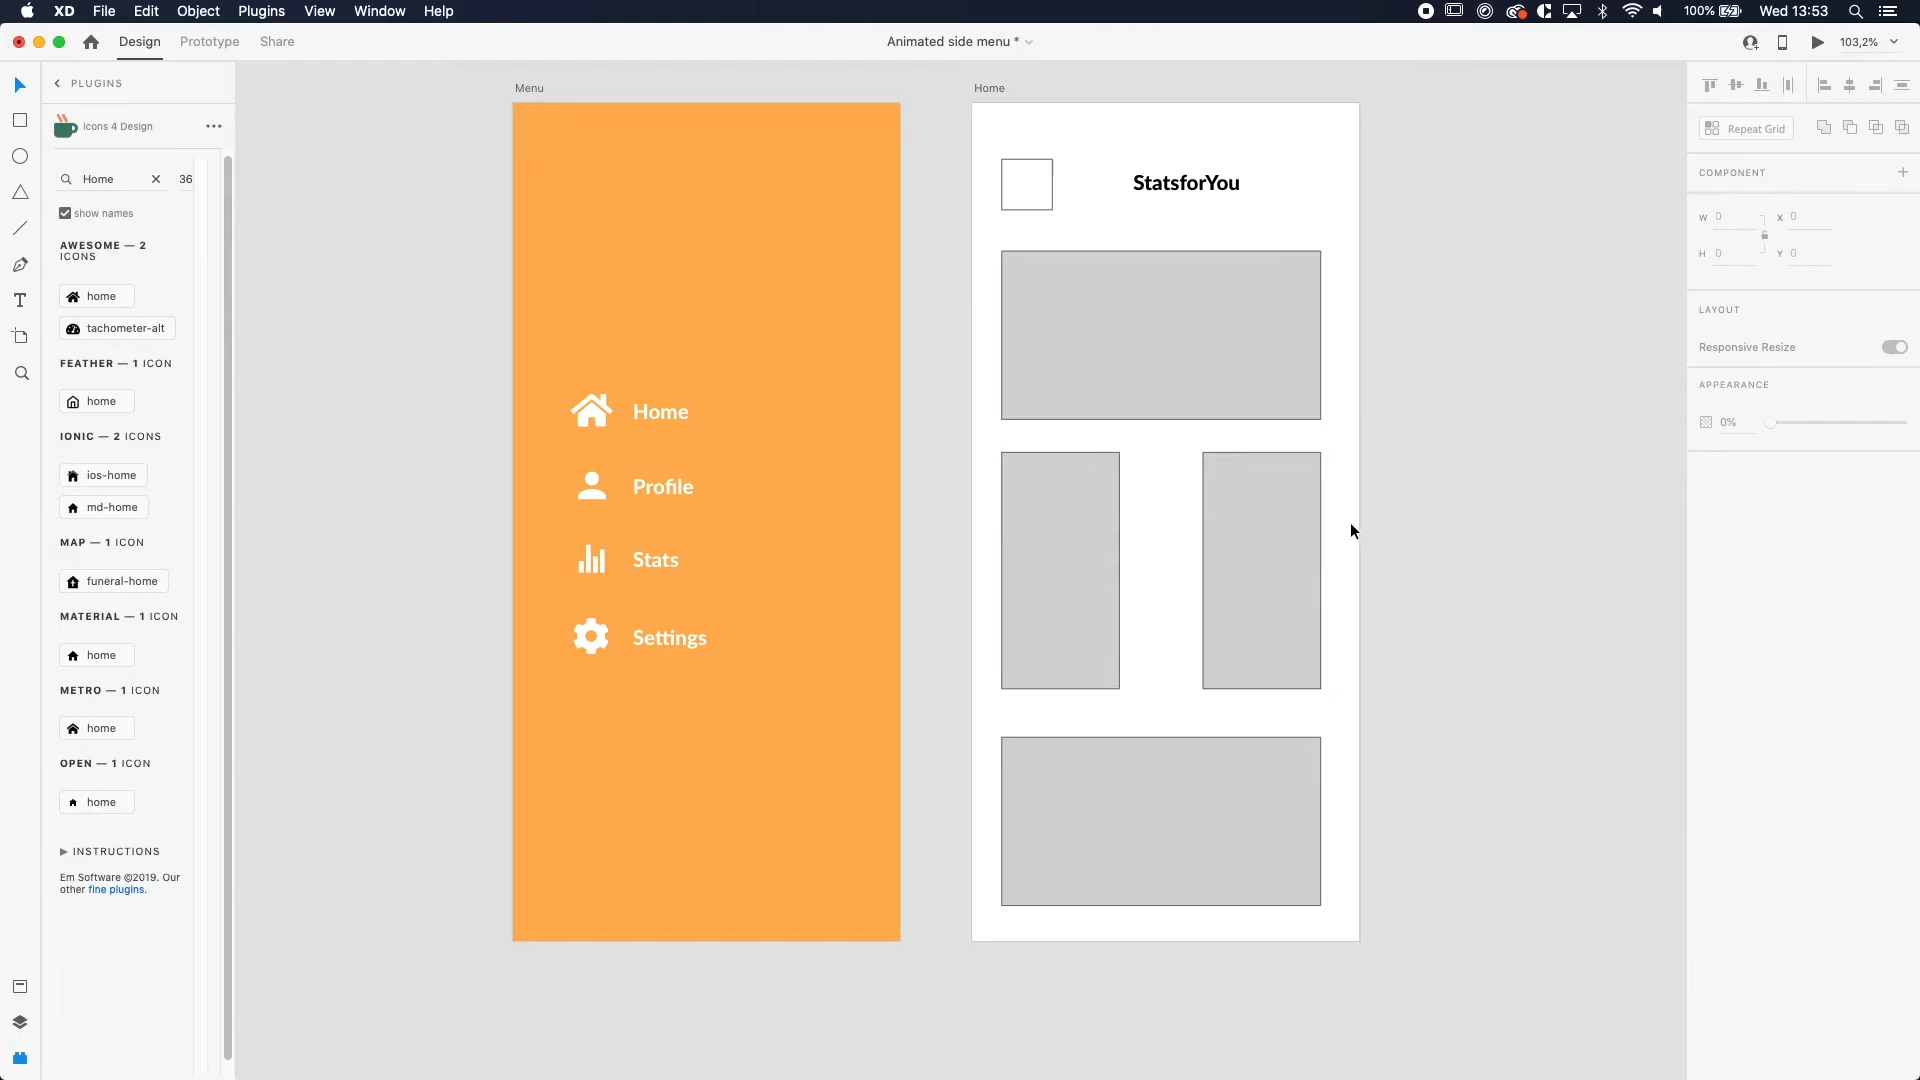 XD File Edit Object Plugins View Window Help
100% Wed 13:53
Design Prototype Share
Animated side menu *
103,2%
PLUGINS
Icons 4 Design
Home
36
show names
AWESOME — 2
ICONS
home
tachometer-alt
FEATHER — 1 ICON
home
IONIC — 2 ICONS
ios-home
md-home
MAP — 1 ICON
funeral-home
MATERIAL — 1 ICON
home
METRO — 1 ICON
home
OPEN — 1 ICON
home
INSTRUCTIONS
Em Software ©2019. Our
other fine plugins.
Menu
Home
Profile
Stats
Settings
Home
StatsforYou
Repeat Grid
COMPONENT
W 0 X 0
H 0 Y 0
LAYOUT
Responsive Resize
APPEARANCE
0%